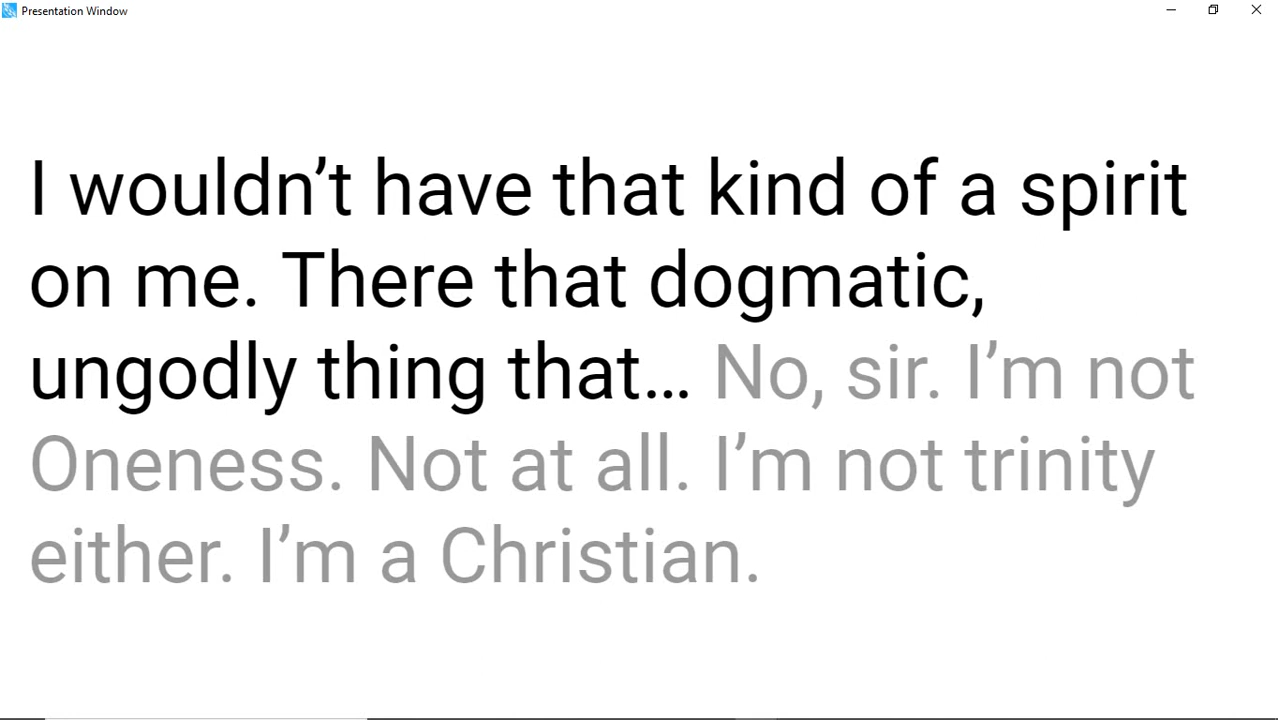 Presentation Window
I wouldn’t have that kind of a spirit
on me. There that dogmatic,
ungodly thing that... No, sir. I’m not
Oneness. Not at all. I’m not trinity
either. I’m a Christian.